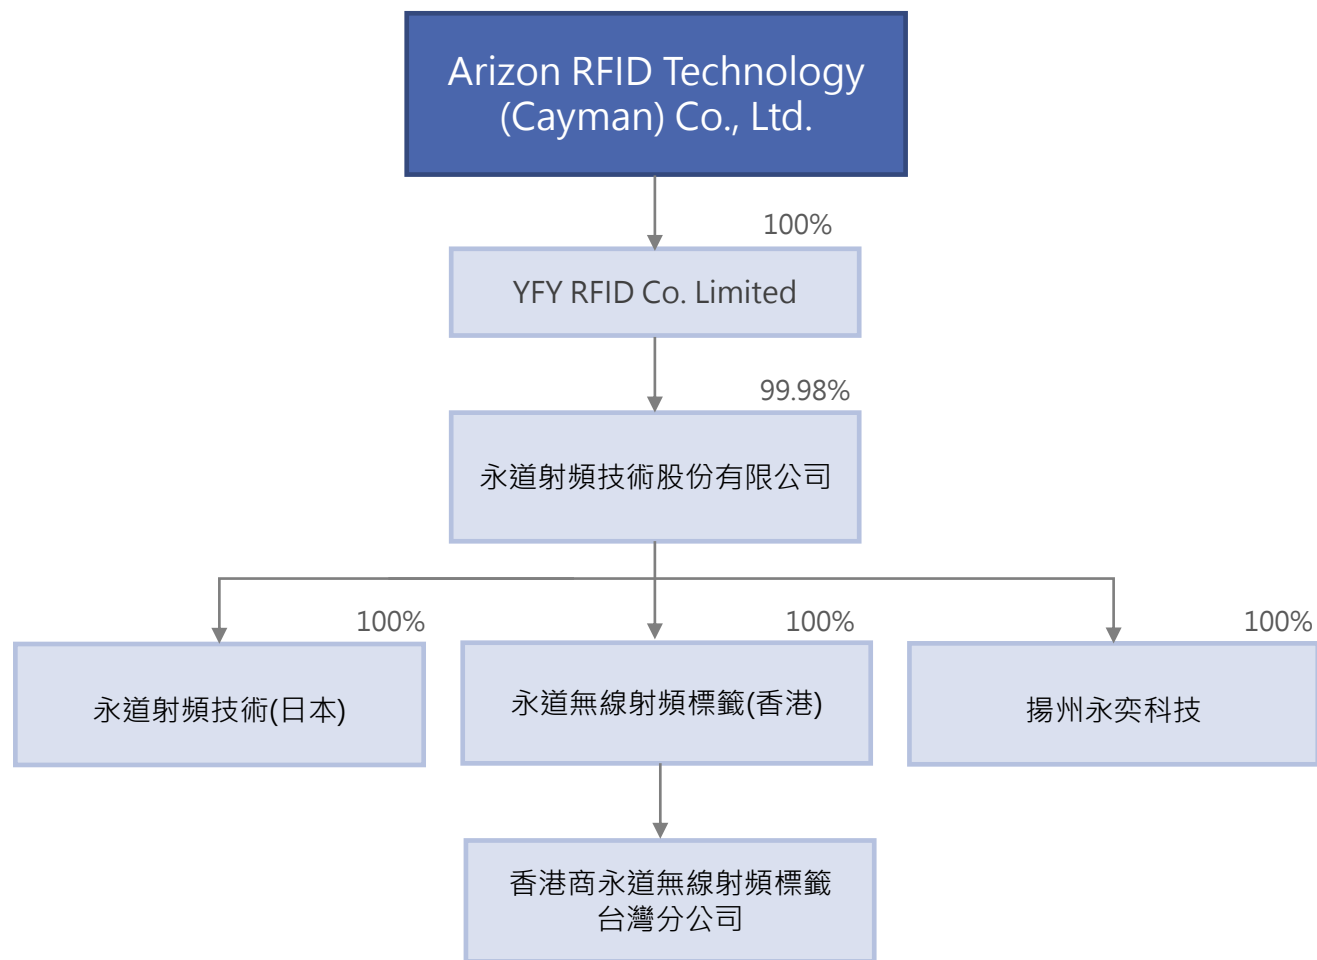 Arizon RFID Technology
(Cayman) Co., Ltd.
100%
YFY RFID Co. Limited
99.98%
永道射頻技術股份有限公司
100%
100%
100%
永道射頻技術(日本)
永道無線射頻標籤(香港)
揚州永奕科技
香港商永道無線射頻標籤
台灣分公司